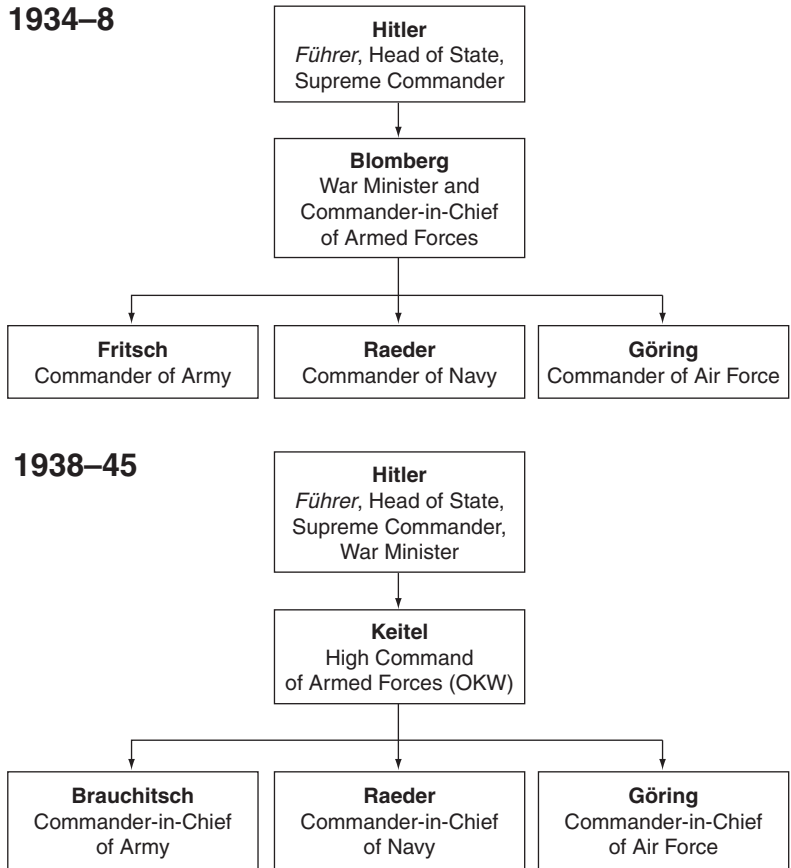 1934–8
Hitler
Führer, Head of State,
Supreme Commander
Blomberg
War Minister and
Commander-in-Chief
of Armed Forces
Fritsch
Commander of Army
Raeder
Commander of Navy
Göring
Commander of Air Force
1938–45
Hitler
Führer, Head of State,
Supreme Commander,
War Minister
Keitel
High Command
of Armed Forces (OKW)
Brauchitsch
Commander-in-Chief
of Army
Raeder
Commander-in-Chief
of Navy
Göring
Commander-in-Chief
of Air Force